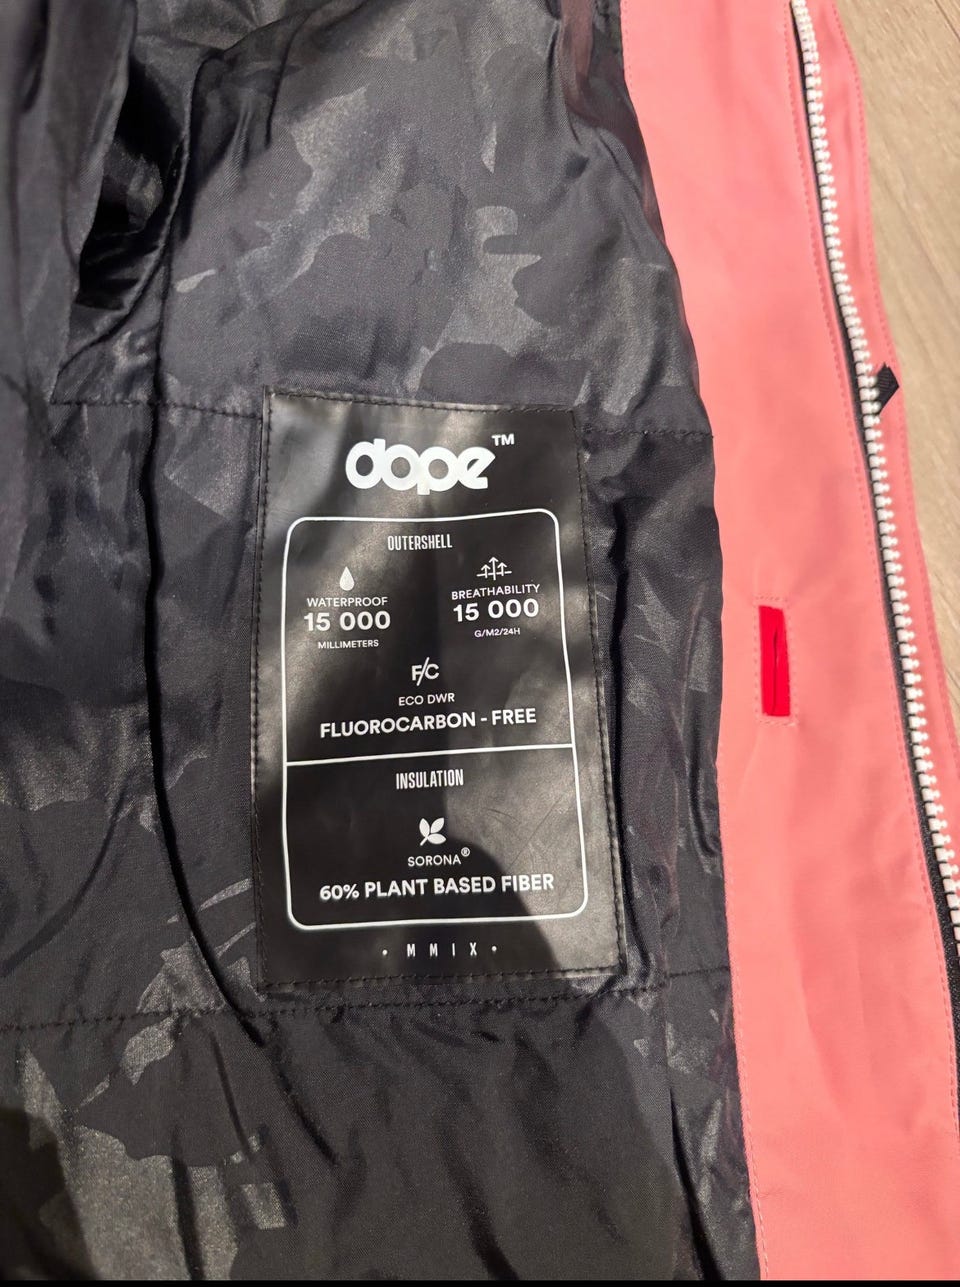 dope™
OUTERSHELL
WATERPROOF
15 000
MILLIMETERS
BREATHABILITY
15 000
G/M2/24H
F/C
ECO DWR
FLUOROCARBON - FREE
INSULATION
SORONA®
60% PLANT BASED FIBER
• M M I X •